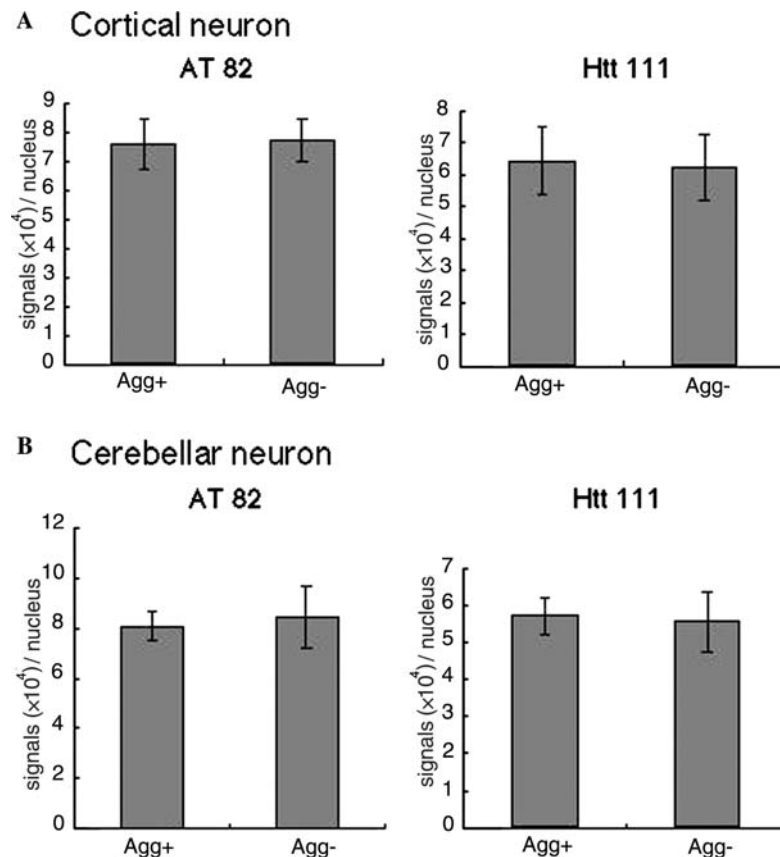 A Cortical neuron
AT 82
signals (×10⁴) / nucleus
9
8
7
6
5
4
3
2
1
0
Agg+ Agg-
Htt 111
signals (×10⁴) / nucleus
8
7
6
5
4
3
2
1
0
Agg+ Agg-
B Cerebellar neuron
AT 82
signals (×10⁴) / nucleus
12
10
8
6
4
2
0
Agg+ Agg-
Htt 111
signals (×10⁴) / nucleus
7
6
5
4
3
2
1
0
Agg+ Agg-